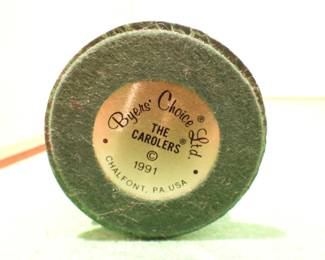 Byers' Choice® Ltd.
THE
CAROLERS®
©
1991
CHALFONT, PA. USA